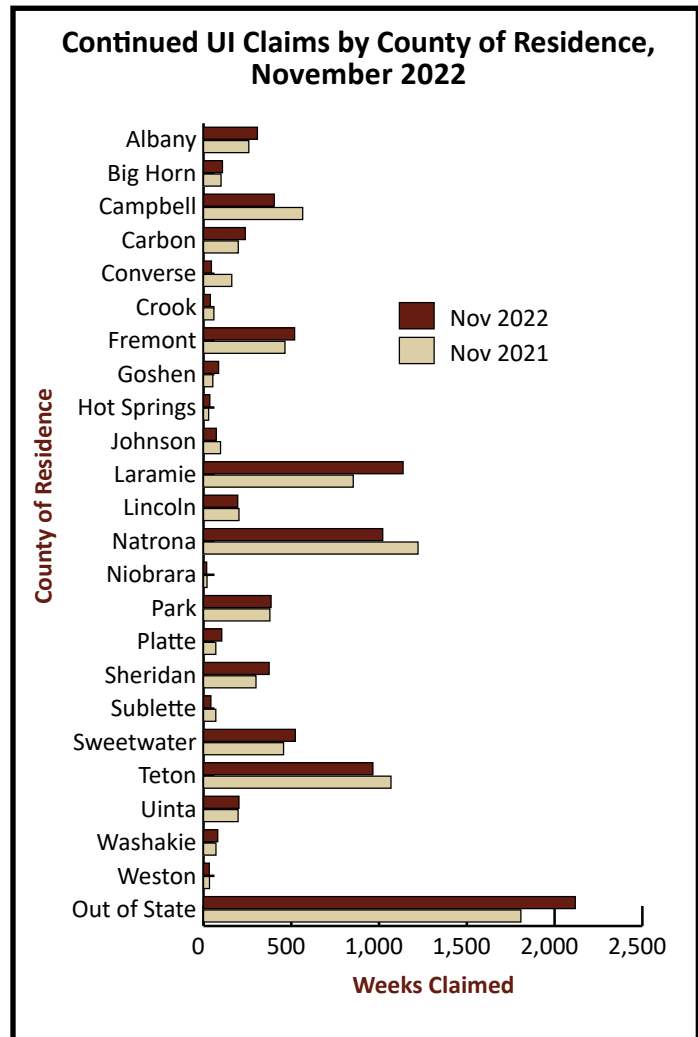 Continued UI Claims by County of Residence,
November 2022
Albany
Big Horn
Campbell
Carbon
Converse
Crook
Fremont
Goshen
Hot Springs
Johnson
Laramie
Lincoln
Natrona
Niobrara
Park
Platte
Sheridan
Sublette
Sweetwater
Teton
Uinta
Washakie
Weston
Out of State
County of Residence
Nov 2022
Nov 2021
0 500 1,000 1,500 2,000 2,500
Weeks Claimed